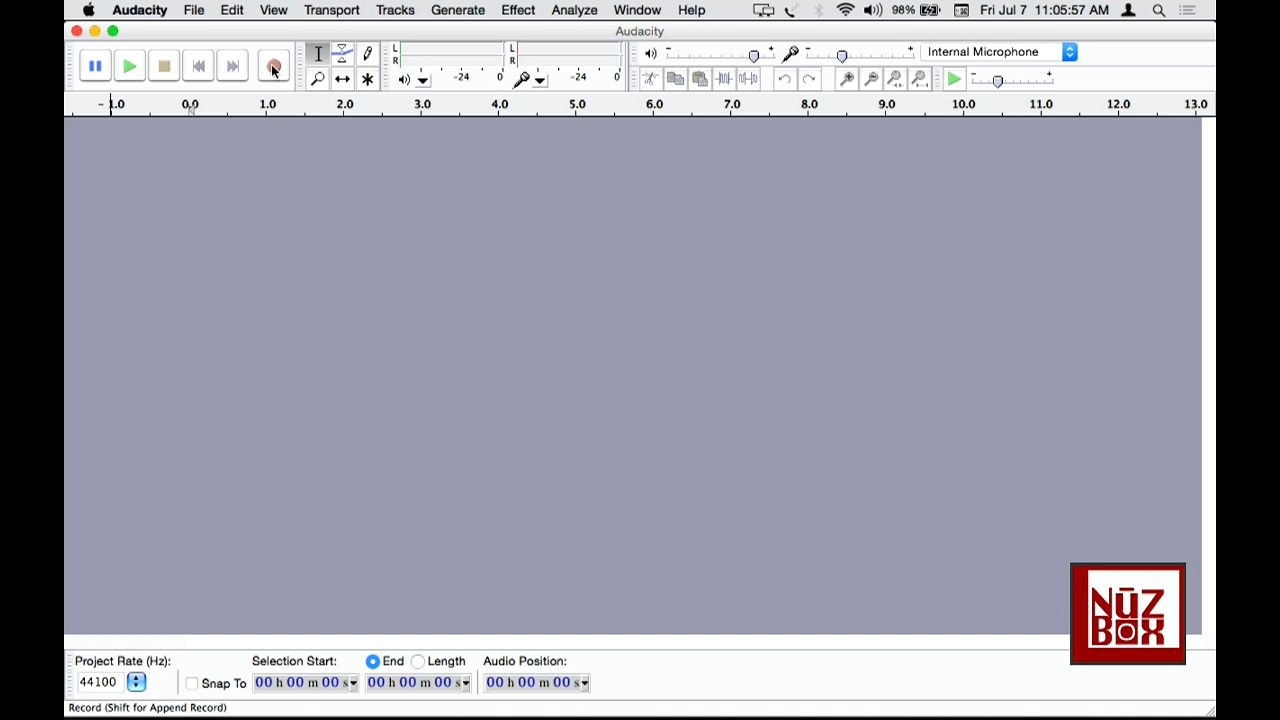 Audacity File Edit View Transport Tracks Generate Effect Analyze Window Help 98% Fri Jul 7 11:05:57 AM
Audacity
L
R
L
R
Internal Microphone
-24 0
-24 0
- 1.0 0.0 1.0 2.0 3.0 4.0 5.0 6.0 7.0 8.0 9.0 10.0 11.0 12.0 13.0
NŪZ
BOX
Project Rate (Hz): Selection Start: End Length Audio Position:
44100 Snap To 00 h 00 m 00 s 00 h 00 m 00 s 00 h 00 m 00 s
Record (Shift for Append Record)